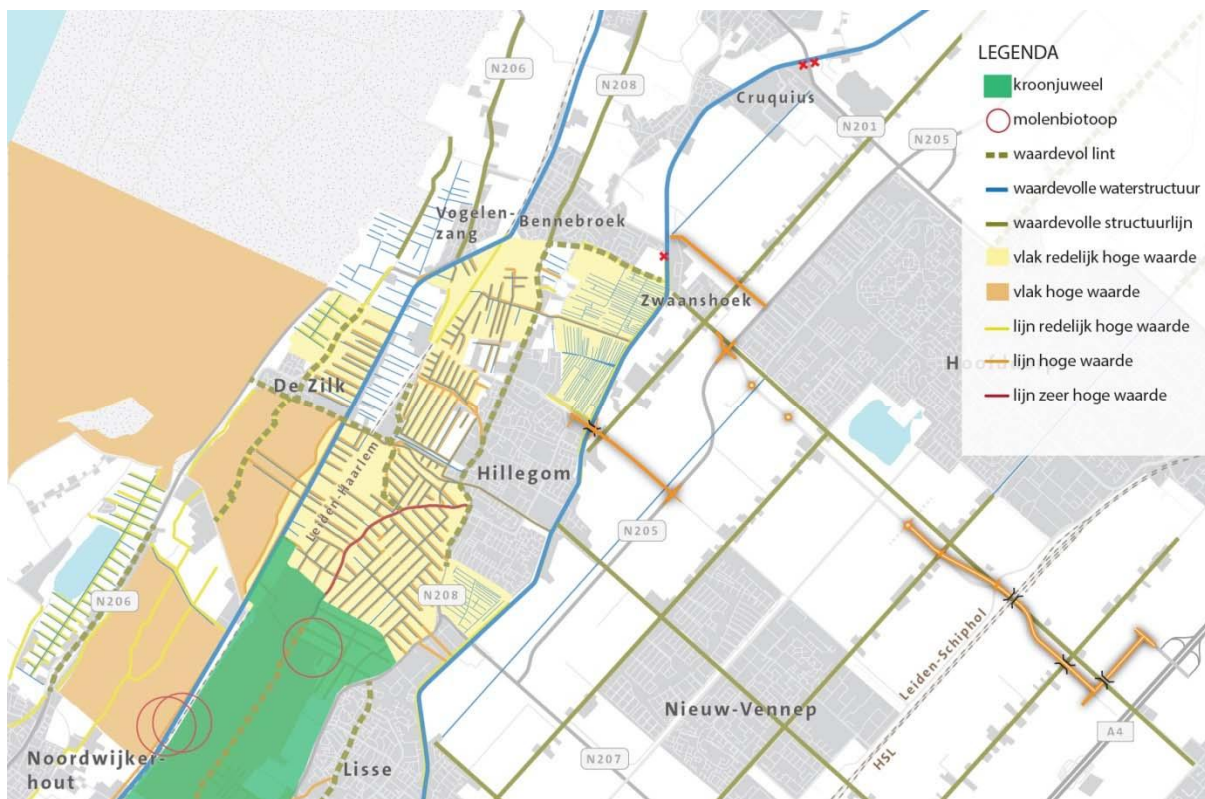 N206
N208
Cruquius
N201
N205
LEGENDA
kroonjuweel
molenbiotoop
waardevol lint
waardevolle waterstructuur
waardevolle structuurlijn
vlak redelijk hoge waarde
vlak hoge waarde
lijn redelijk hoge waarde
lijn hoge waarde
lijn zeer hoge waarde
Vogelen-
zang
Bennebroek
Zwaanshoek
De Zilk
Leiden-Haarlem
Hillegom
N205
N206
N208
Leiden-Schiphol
HSL
Nieuw-Vennep
A4
Noordwijker-
hout
Lisse
N207